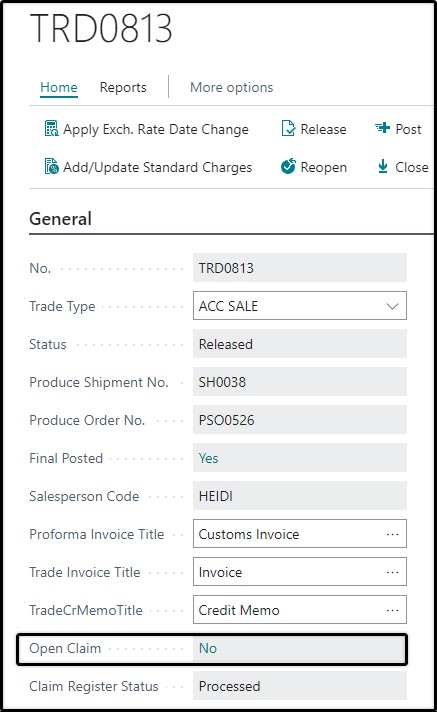 TRD0813
Home Reports More options
Apply Exch. Rate Date Change Release Post
Add/Update Standard Charges Reopen Close
General
No. TRD0813
Trade Type ACC SALE
Status Released
Produce Shipment No. SH0038
Produce Order No. PSO0526
Final Posted Yes
Salesperson Code HEIDI
Proforma Invoice Title Customs Invoice ...
Trade Invoice Title Invoice ...
TradeCrMemoTitle Credit Memo ...
Open Claim No
Claim Register Status Processed